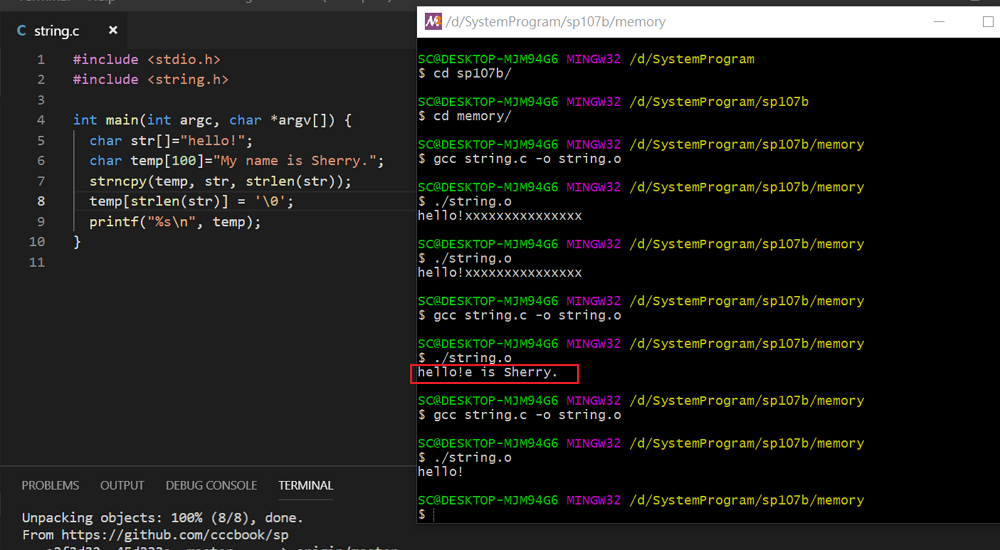 string.c
1 #include <stdio.h>
2 #include <string.h>
3
4 int main(int argc, char *argv[]) {
5 char str[]="hello!";
6 char temp[100]="My name is Sherry.";
7 strncpy(temp, str, strlen(str));
8 temp[strlen(str)] = '\0';
9 printf("%s\n", temp);
10 }
11
PROBLEMS OUTPUT DEBUG CONSOLE TERMINAL
Unpacking objects: 100% (8/8), done.
From https://github.com/cccbook/sp
/d/SystemProgram/sp107b/memory
SC@DESKTOP-MJM94G6 MINGW32 /d/SystemProgram
$ cd sp107b/
SC@DESKTOP-MJM94G6 MINGW32 /d/SystemProgram/sp107b
$ cd memory/
SC@DESKTOP-MJM94G6 MINGW32 /d/SystemProgram/sp107b/memory
$ gcc string.c -o string.o
SC@DESKTOP-MJM94G6 MINGW32 /d/SystemProgram/sp107b/memory
$ ./string.o
hello!xxxxxxxxxxxxxxx
SC@DESKTOP-MJM94G6 MINGW32 /d/SystemProgram/sp107b/memory
$ ./string.o
hello!xxxxxxxxxxxxxxx
SC@DESKTOP-MJM94G6 MINGW32 /d/SystemProgram/sp107b/memory
$ gcc string.c -o string.o
SC@DESKTOP-MJM94G6 MINGW32 /d/SystemProgram/sp107b/memory
$ ./string.o
hello!e is Sherry.
SC@DESKTOP-MJM94G6 MINGW32 /d/SystemProgram/sp107b/memory
$ gcc string.c -o string.o
SC@DESKTOP-MJM94G6 MINGW32 /d/SystemProgram/sp107b/memory
$ ./string.o
hello!
SC@DESKTOP-MJM94G6 MINGW32 /d/SystemProgram/sp107b/memory
$